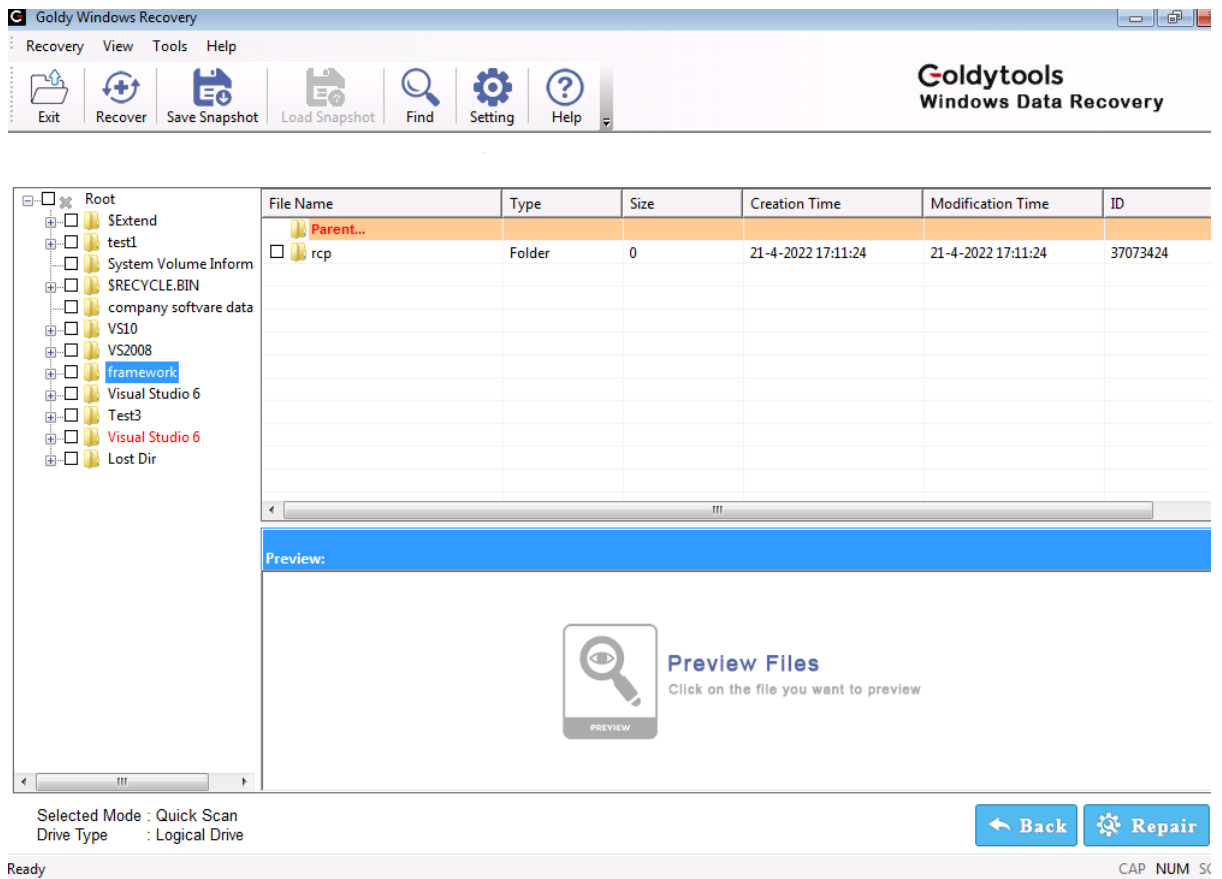 Goldy Windows Recovery
Recovery View Tools Help
Exit Recover Save Snapshot Load Snapshot Find Setting Help
Goldytools
Windows Data Recovery
Root
$Extend
test1
System Volume Inform
$RECYCLE.BIN
company softvare data
VS10
VS2008
framework
Visual Studio 6
Test3
Visual Studio 6
Lost Dir
File Name Type Size Creation Time Modification Time ID
Parent...
rcp Folder 0 21-4-2022 17:11:24 21-4-2022 17:11:24 37073424
Preview:
Preview Files
Click on the file you want to preview
PREVIEW
Selected Mode : Quick Scan
Drive Type : Logical Drive
Back Repair
Ready CAP NUM SC